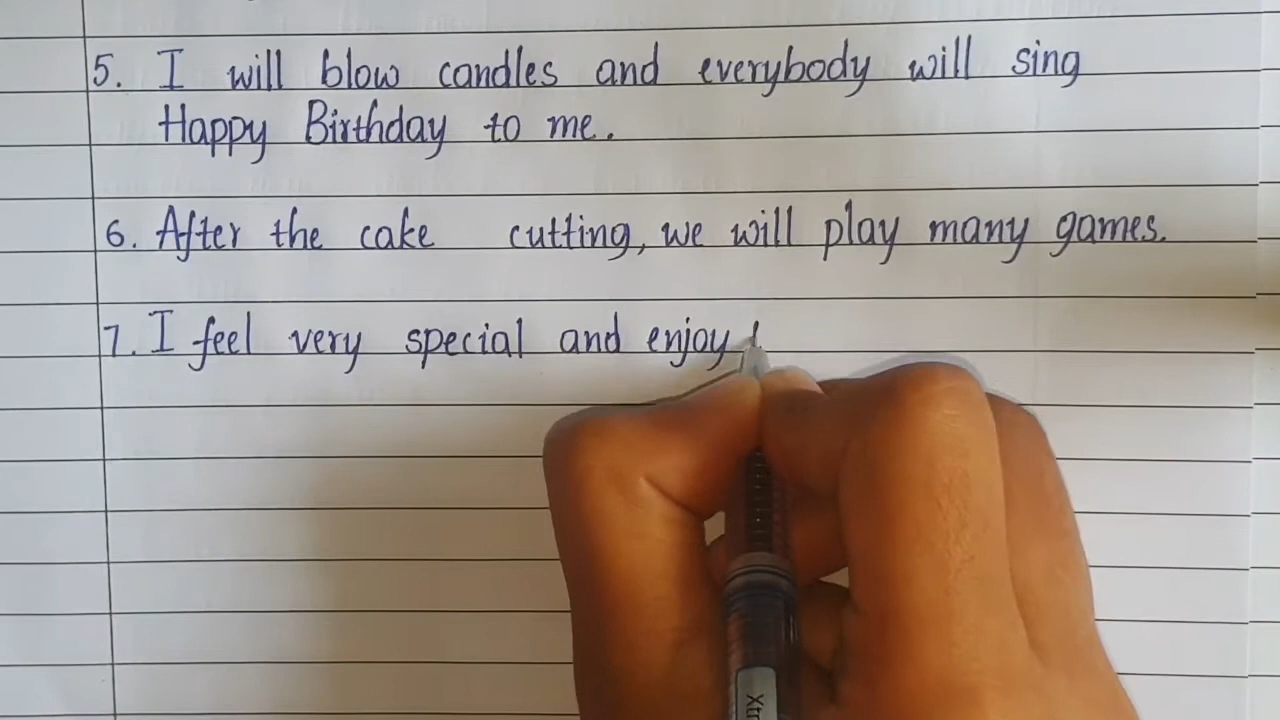 5. I will blow candles and everybody will sing
Happy Birthday to me.
6. After the cake cutting, we will play many games.
7. I feel very special and enjoy
Xtr